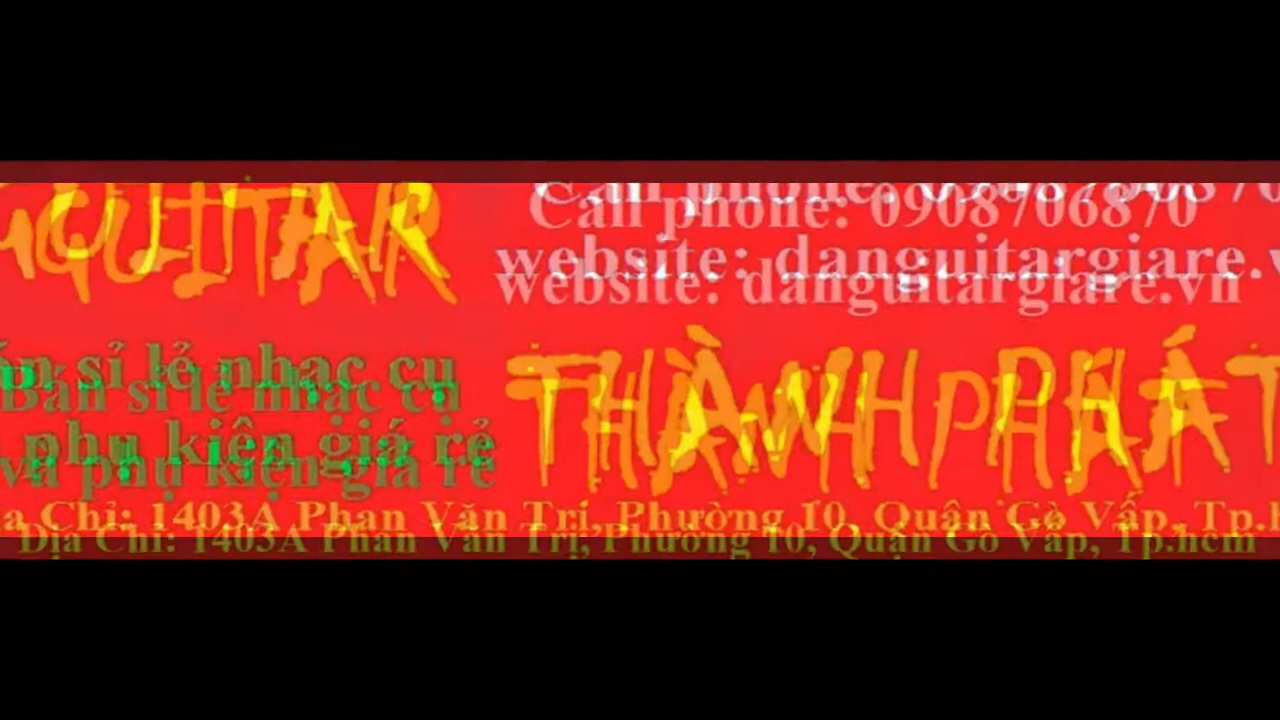 GUITAR
Call phone: 0908706870
website: danguitargiare.vn
Bán sỉ lẻ nhạc cụ
và phụ kiện giá rẻ
THÀNH PHÁT
Địa Chỉ: 1403A Phan Văn Trị, Phường 10, Quận Gò Vấp, Tp.hcm